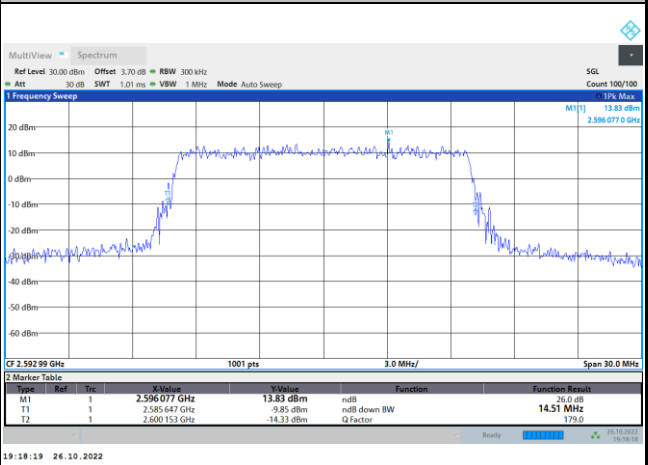 MultiView Spectrum
Ref Level 30.00 dBm Offset 3.70 dB RBW 300 kHz SGL
Att 30 dB SWT 1.01 ms VBW 1 MHz Mode Auto Sweep Count 100/100
1 Frequency Sweep 1Pk Max
M1[1] 13.83 dBm
2.596 077 0 GHz
20 dBm
M1
10 dBm
0 dBm
T1
-10 dBm
-20 dBm
-30 dBm
-40 dBm
-50 dBm
-60 dBm
CF 2.592 99 GHz 1001 pts 3.0 MHz/ Span 30.0 MHz
2 Marker Table
Type Ref Trc X-Value Y-Value Function Function Result
M1 1 2.596 077 GHz 13.83 dBm ndB 26.0 dB
T1 1 2.585 647 GHz -9.85 dBm ndB down BW 14.51 MHz
T2 1 2.600 153 GHz -14.33 dBm Q Factor 179.0
Ready 26.10.2022
19:18:18
19:18:19 26.10.2022